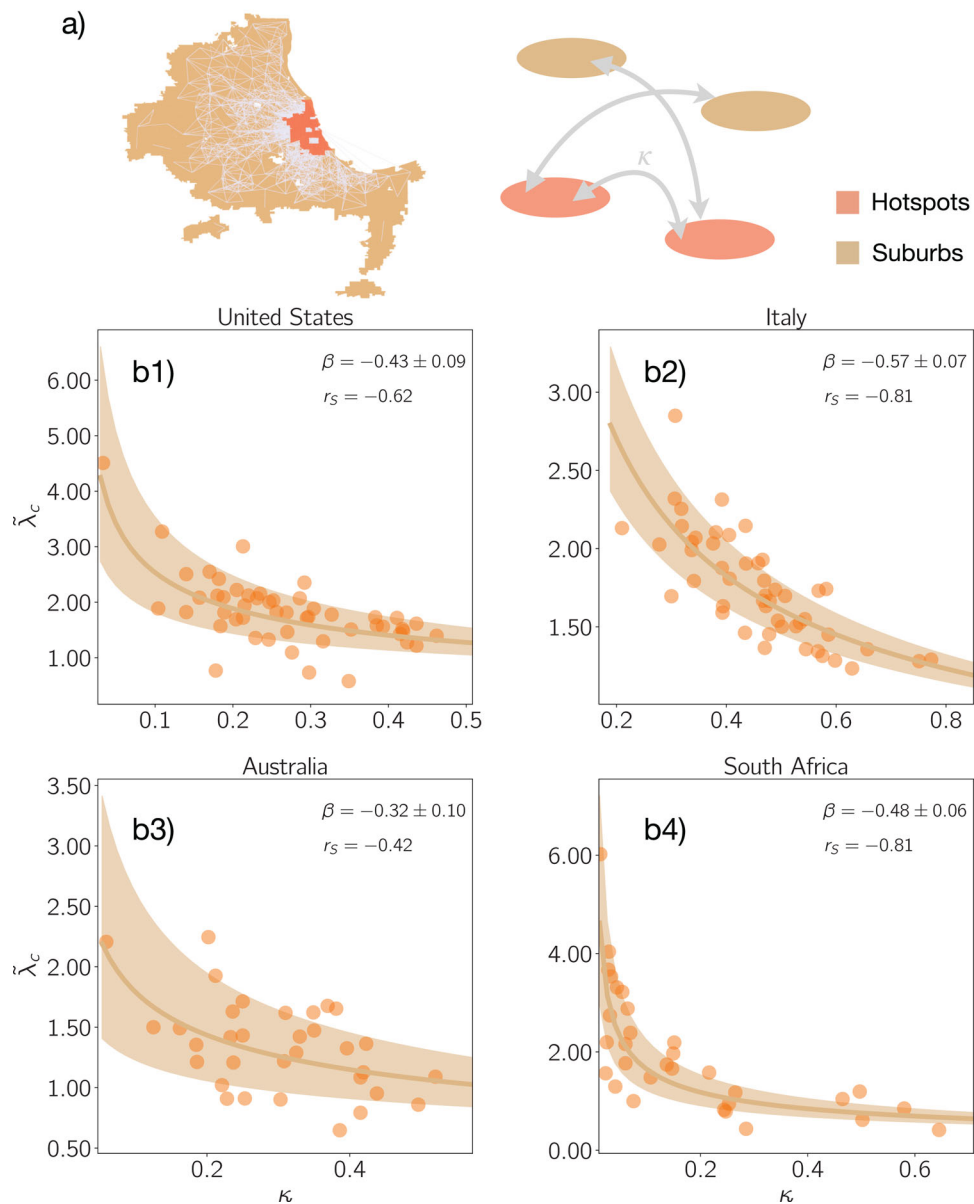 a)
κ
Hotspots
Suburbs
United States
b1)
β = −0.43 ± 0.09
r_S = −0.62
6.00
5.00
4.00
3.00
2.00
1.00
λ̃_c
0.1 0.2 0.3 0.4 0.5
Italy
b2)
β = −0.57 ± 0.07
r_S = −0.81
3.00
2.50
2.00
1.50
0.2 0.4 0.6 0.8
Australia
b3)
β = −0.32 ± 0.10
r_S = −0.42
3.50
3.00
2.50
2.00
1.50
1.00
0.50
λ̃_c
0.2 0.4
κ
South Africa
b4)
β = −0.48 ± 0.06
r_S = −0.81
6.00
4.00
2.00
0.00
0.2 0.4 0.6
κ